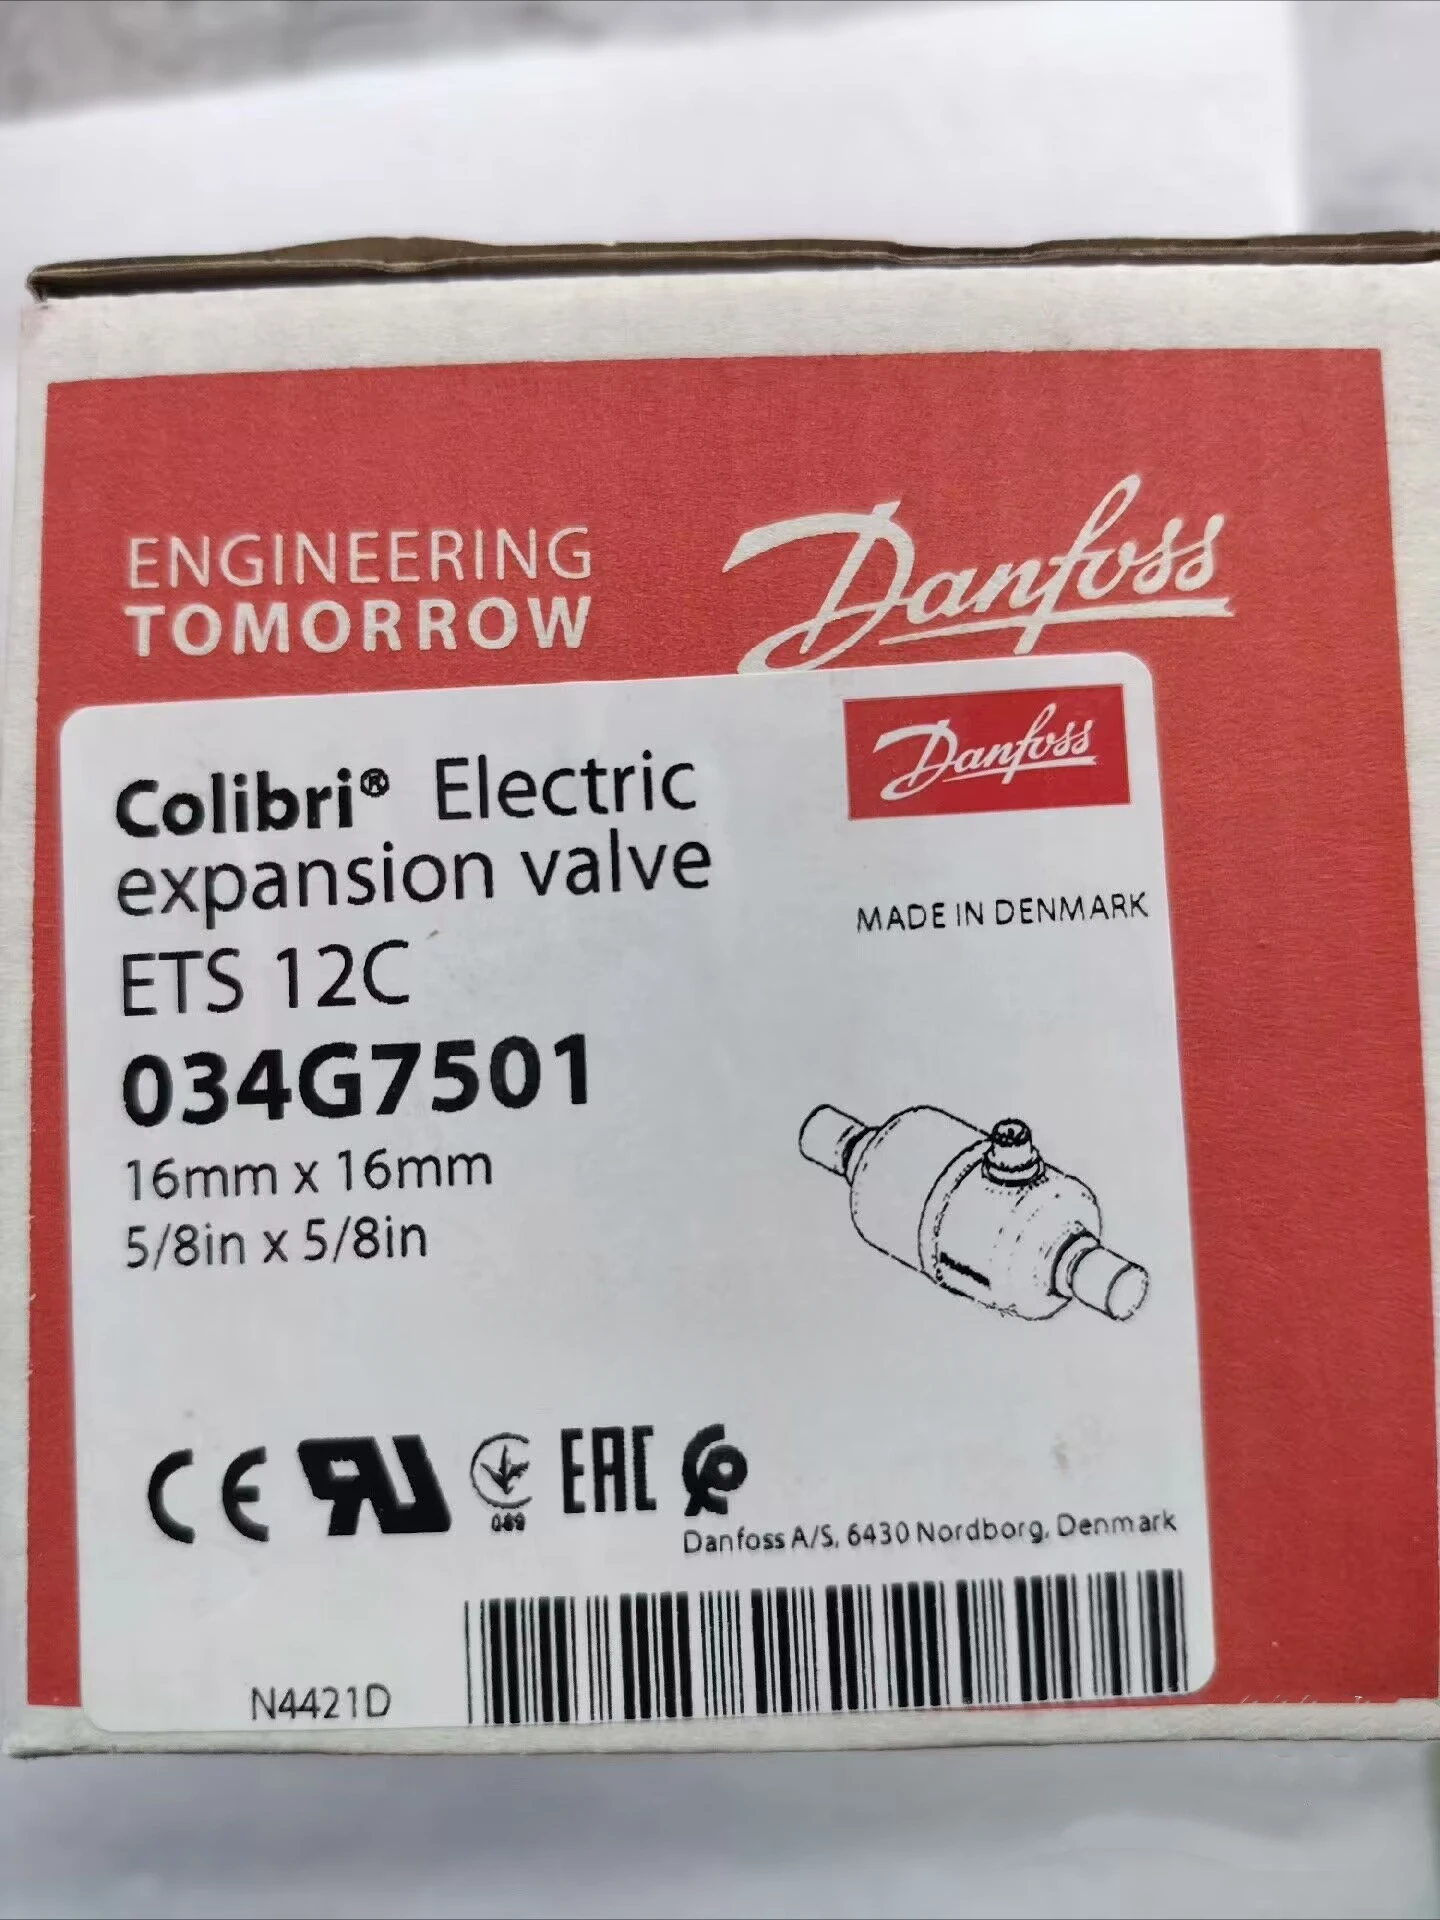 ENGINEERING
TOMORROW
Danfoss
Danfoss
Colibri® Electric
expansion valve
MADE IN DENMARK
ETS 12C
034G7501
16mm x 16mm
5/8in x 5/8in
CE
EAC
089
Danfoss A/S, 6430 Nordborg, Denmark
N4421D